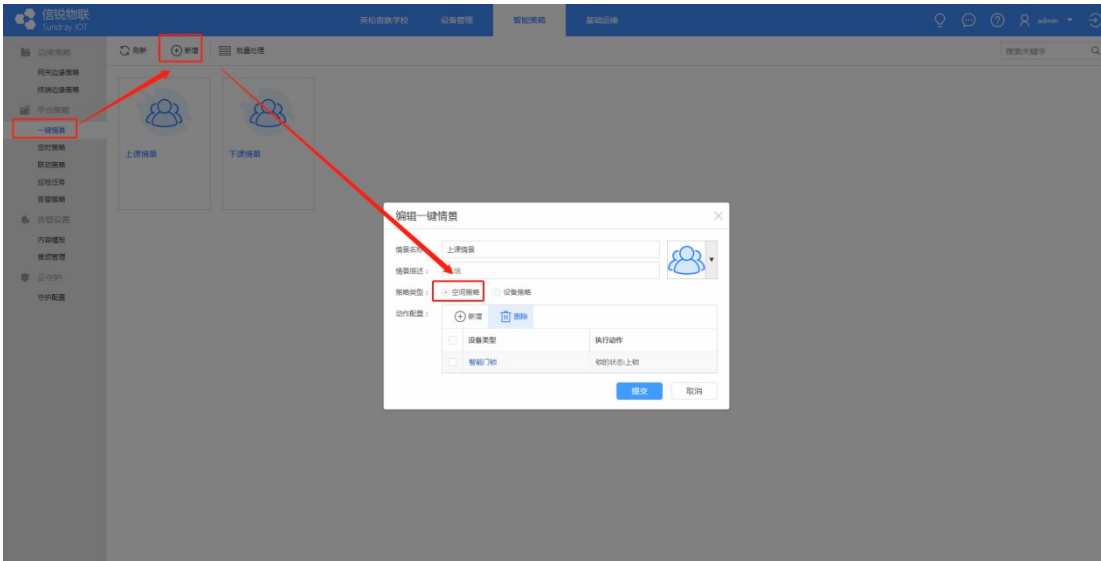 信锐物联
Sundray IOT
英伦贵族学校
设备管理
智能策略
基础运维
admin
边缘策略
网关边缘策略
终端边缘策略
平台策略
一键情景
定时策略
联动策略
巡检任务
告警策略
告警设置
内容模板
音频管理
云守护
守护配置
刷新
新增
批量处理
搜索关键字
上课情景
下课情景
编辑一键情景
情景名称：
上课情景
情景描述：
策略类型：
空间策略
设备策略
动作配置：
新增
删除
设备类型
执行动作
智能门锁
锁的状态:上锁
提交
取消